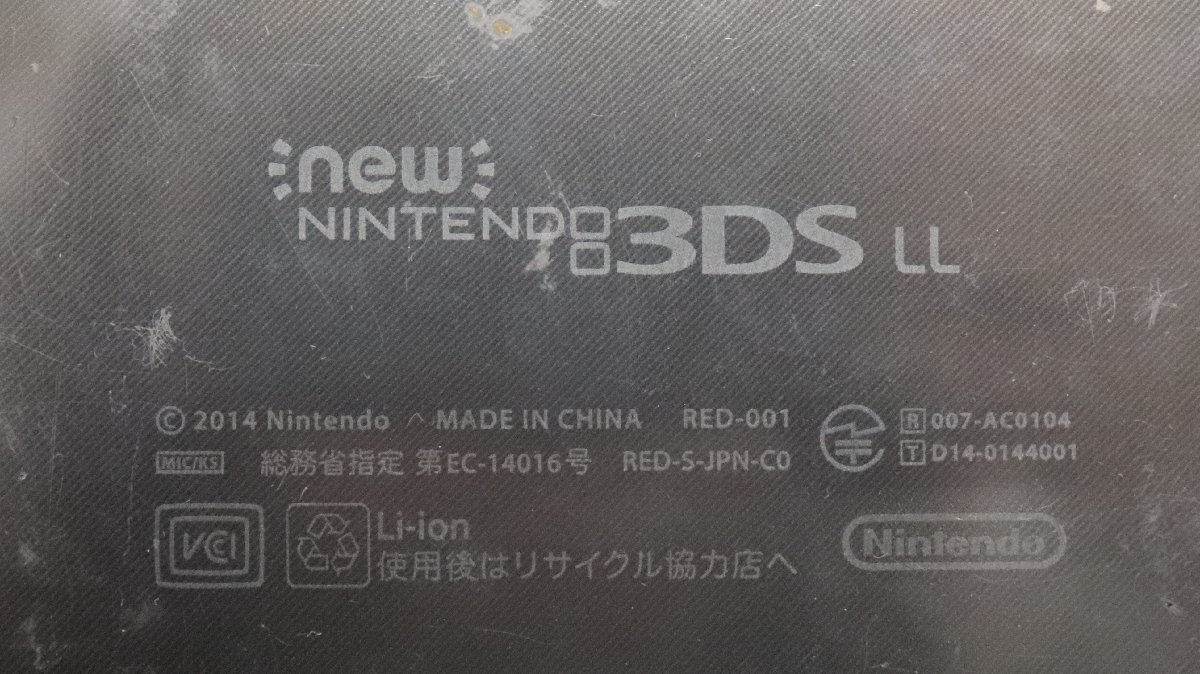 new
NINTENDO 3DS LL
© 2014 Nintendo MADE IN CHINA RED-001
R 007-AC0104
MIC/KS 総務省指定 第EC-14016号 RED-S-JPN-C0
T D14-0144001
VCCI
Li-ion
使用後はリサイクル協力店へ
Nintendo